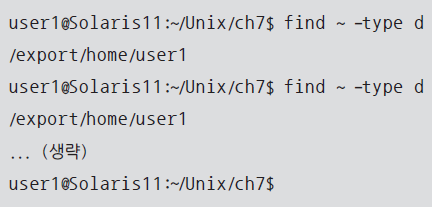 user1@Solaris11:~/Unix/ch7$ find ~ -type d
/export/home/user1
user1@Solaris11:~/Unix/ch7$ find ~ -type d
/export/home/user1
... (생략)
user1@Solaris11:~/Unix/ch7$